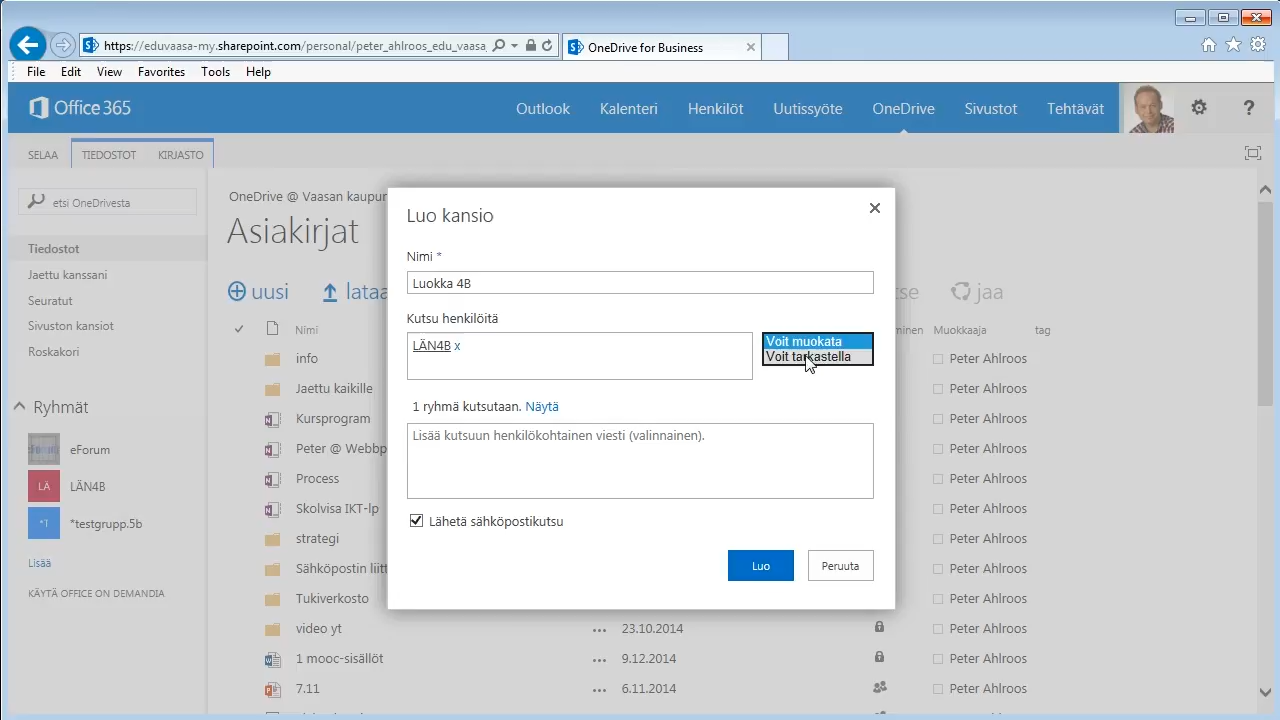 https://eduvaasa-my.sharepoint.com/personal/peter_ahlroos_edu_vaasa_
OneDrive for Business
File Edit View Favorites Tools Help
Office 365
Outlook Kalenteri Henkilöt Uutissyöte OneDrive Sivustot Tehtävät ?
SELAA TIEDOSTOT KIRJASTO
etsi OneDrivesta
Tiedostot
Jaettu kanssani
Seuratut
Sivuston kansiot
Roskakori
Ryhmät
eForum
LÄ LÄN4B
*T *testgrupp.5b
Lisää
KÄYTÄ OFFICE ON DEMANDIA
OneDrive @ Vaasan kaupun
Asiakirjat
uusi lataa jaa
Nimi Muokkaaja tag
info Peter Ahlroos
Jaettu kaikille Peter Ahlroos
Kursprogram Peter Ahlroos
Peter @ Webbp Peter Ahlroos
Process Peter Ahlroos
Skolvisa IKT-lp Peter Ahlroos
strategi Peter Ahlroos
Sähköpostin liitt Peter Ahlroos
Tukiverkosto Peter Ahlroos
video yt ... 23.10.2014 Peter Ahlroos
1 mooc-sisällöt ... 9.12.2014 Peter Ahlroos
7.11 ... 6.11.2014 Peter Ahlroos
Luo kansio
Nimi *
Luokka 4B
Kutsu henkilöitä
LÄN4B x
Voit muokata
Voit tarkastella
1 ryhmä kutsutaan. Näytä
Lisää kutsuun henkilökohtainen viesti (valinnainen).
Lähetä sähköpostikutsu
Luo Peruuta